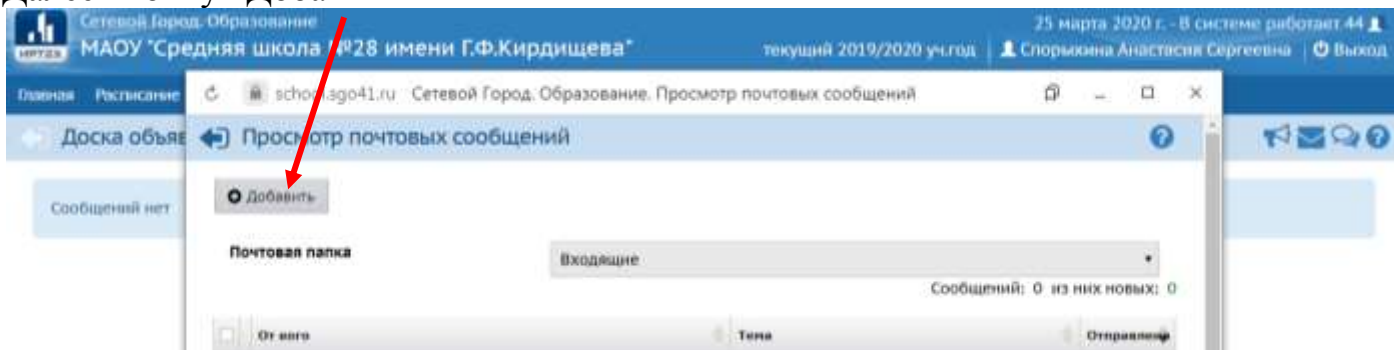 Сетевой Город. Образование
25 марта 2020 г. - В системе работает 44
ИРТЕХ
МАОУ "Средняя школа №28 имени Г.Ф.Кирдищева"
текущий 2019/2020 уч.год
Спорыхина Анастасия Сергеевна
Выход
Главная Расписание
school.sgo41.ru Сетевой Город. Образование. Просмотр почтовых сообщений
Доска объяв
Просмотр почтовых сообщений
Сообщений нет
Добавить
Почтовая папка
Входящие
Сообщений: 0 из них новых: 0
От кого
Тема
Отправлено